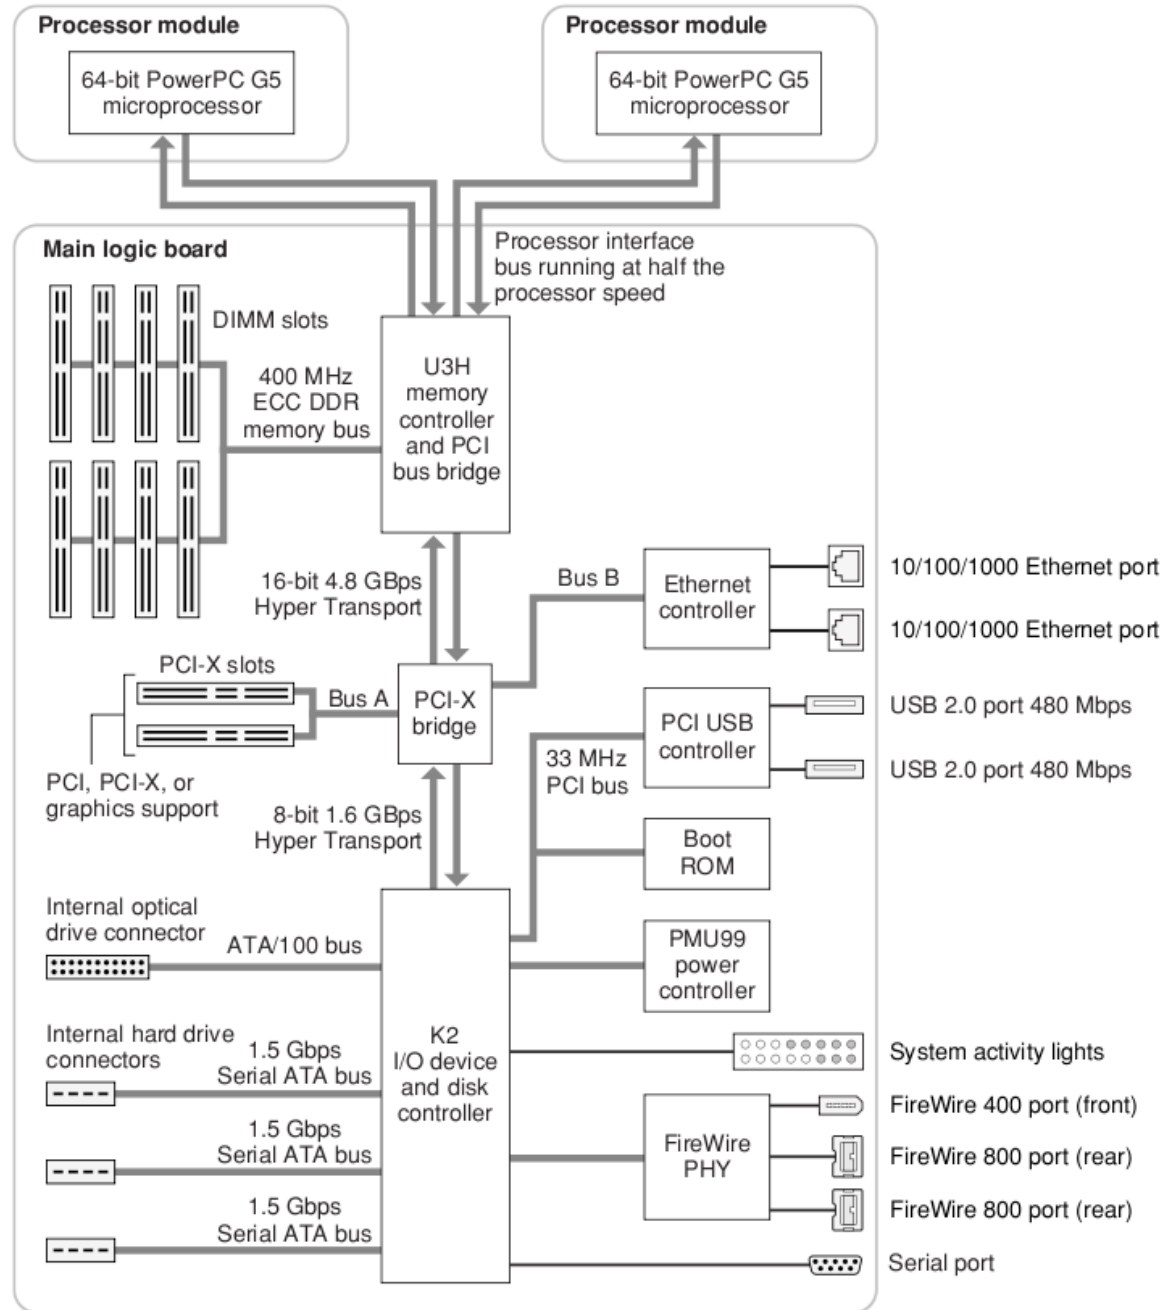 Processor module
64-bit PowerPC G5
microprocessor
Processor module
64-bit PowerPC G5
microprocessor
Main logic board
Processor interface
bus running at half the
processor speed
DIMM slots
400 MHz
ECC DDR
memory bus
U3H
memory
controller
and PCI
bus bridge
16-bit 4.8 GBps
Hyper Transport
Bus B
Ethernet
controller
10/100/1000 Ethernet port
10/100/1000 Ethernet port
PCI-X slots
Bus A
PCI-X
bridge
PCI, PCI-X, or
graphics support
PCI USB
controller
USB 2.0 port 480 Mbps
USB 2.0 port 480 Mbps
33 MHz
PCI bus
8-bit 1.6 GBps
Hyper Transport
Boot
ROM
Internal optical
drive connector
ATA/100 bus
PMU99
power
controller
K2
I/O device
and disk
controller
Internal hard drive
connectors
1.5 Gbps
Serial ATA bus
1.5 Gbps
Serial ATA bus
1.5 Gbps
Serial ATA bus
System activity lights
FireWire
PHY
FireWire 400 port (front)
FireWire 800 port (rear)
FireWire 800 port (rear)
Serial port